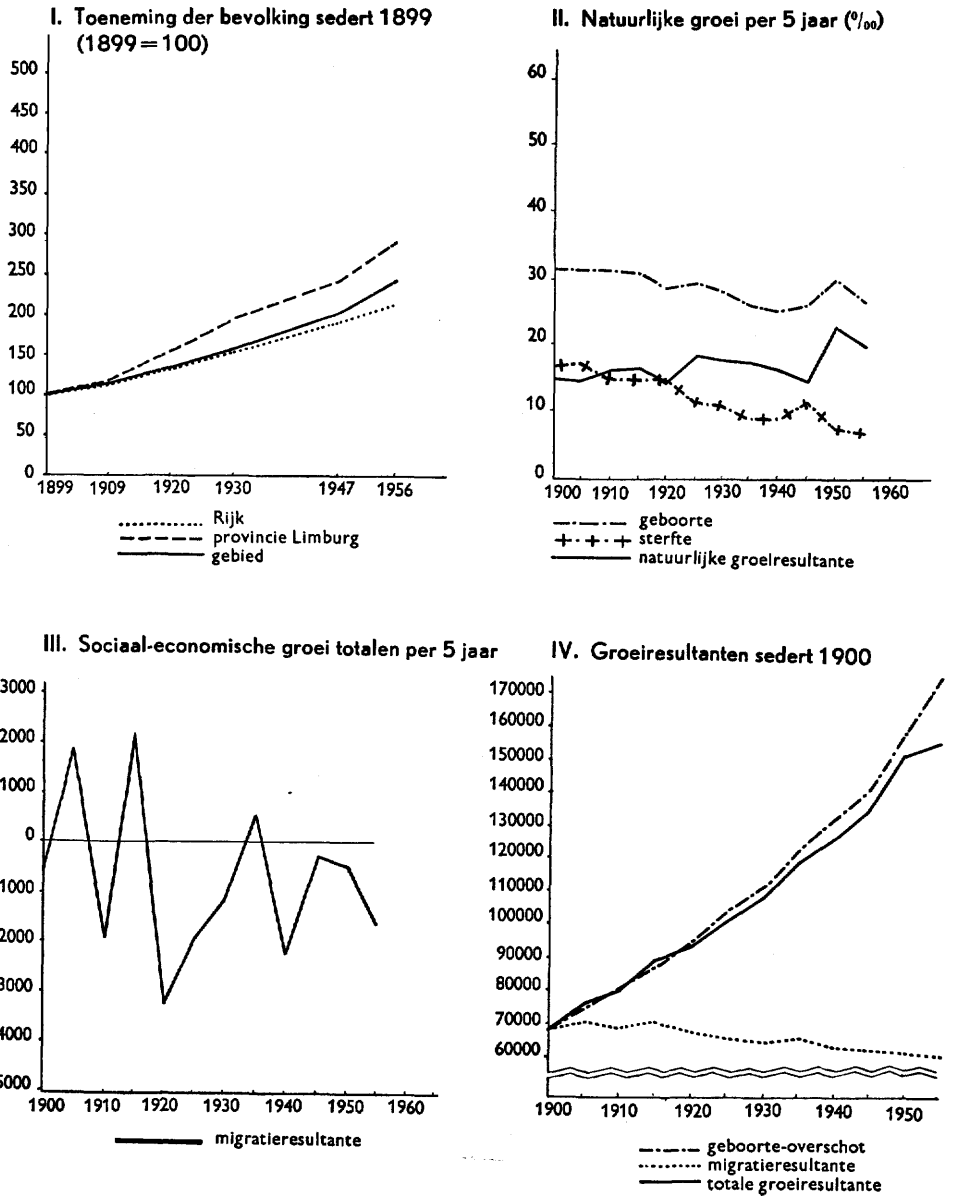 I. Toeneming der bevolking sedert 1899
(1899=100)
500
450
400
350
300
250
200
150
100
50
0
1899 1909 1920 1930 1947 1956
Rijk
provincie Limburg
gebied
II. Natuurlijke groei per 5 jaar (‰)
60
50
40
30
20
10
0
1900 1910 1920 1930 1940 1950 1960
geboorte
sterfte
natuurlijke groeiresultante
III. Sociaal-economische groei totalen per 5 jaar
3000
2000
1000
0
1000
2000
3000
4000
5000
1900 1910 1920 1930 1940 1950 1960
migratieresultante
IV. Groeiresultanten sedert 1900
170000
160000
150000
140000
130000
120000
110000
100000
90000
80000
70000
60000
1900 1910 1920 1930 1940 1950
geboorte-overschot
migratieresultante
totale groeiresultante